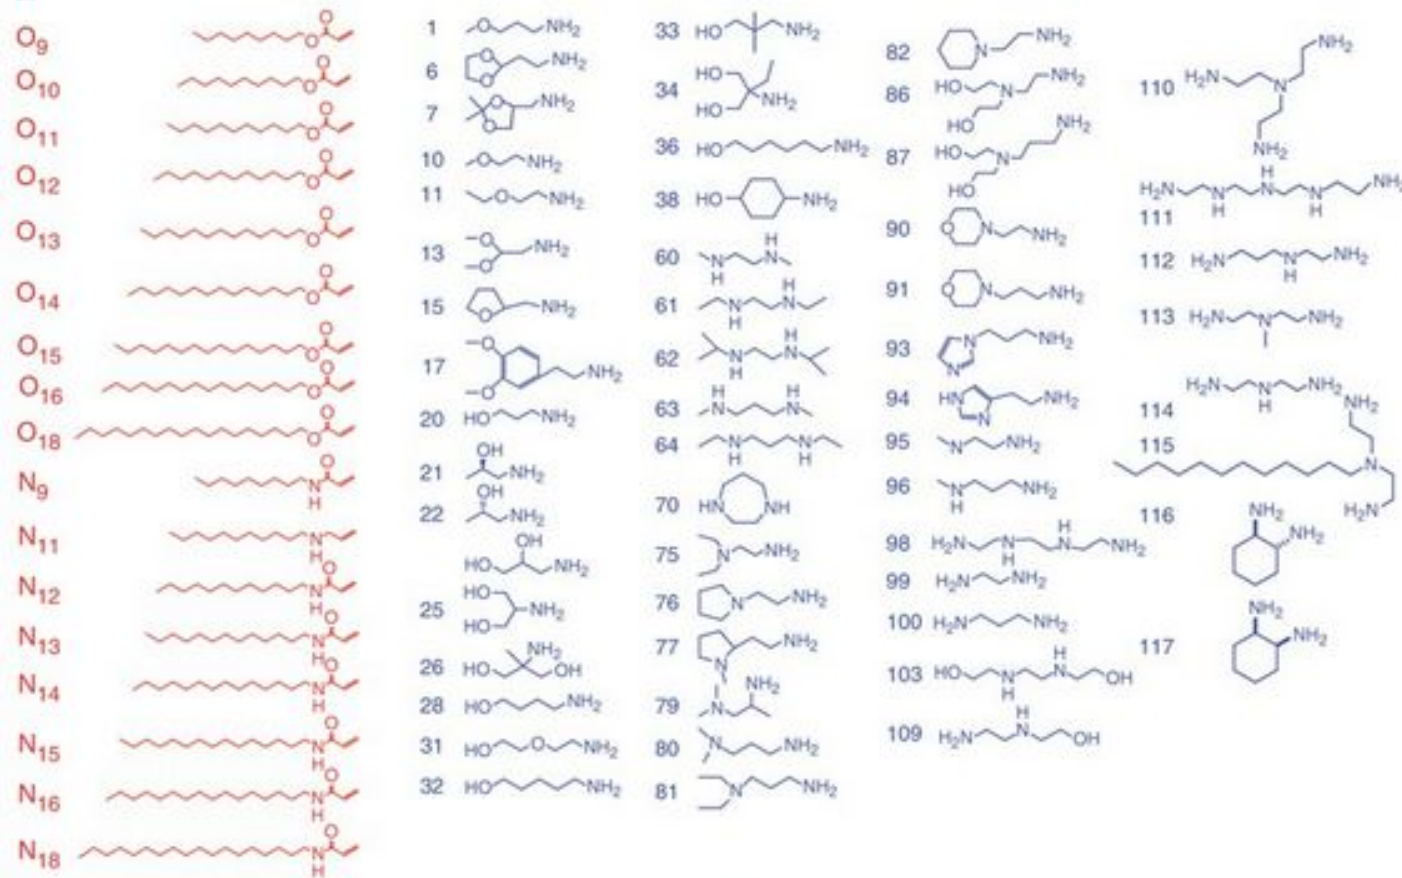 O9 O O
O10 O O
O11 O O
O12 O O
O13 O O
O14 O O
O15 O O
O16 O O
O18 O O
N9 N H O
N11 N H O
N12 N H O
N13 N H O
N14 N H O
N15 N H O
N16 N H O
N18 N H O
1 O NH2
6 O O NH2
7 O O NH2
10 O NH2
11 O NH2
13 O O NH2
15 O NH2
17 O O NH2
20 HO NH2
21 OH NH2
22 OH NH2
HO OH NH2
25 HO HO NH2
26 HO NH2 OH
28 HO NH2
31 HO O NH2
32 HO NH2
33 HO NH2
34 HO HO NH2
36 HO NH2
38 HO NH2
60 N H H N
61 N H H N
62 N H H N
63 N H H N
64 N H N H
70 HN NH
75 N NH2
76 N NH2
77 N NH2
79 N NH2
80 N NH2
81 N NH2
82 N NH2
86 HO HO N NH2
87 HO HO N NH2
90 O N NH2
91 O N NH2
93 N N NH2
94 HN N NH2
95 N NH2
96 N H NH2
98 H2N N H H N NH2
99 H2N NH2
100 H2N NH2
103 HO N H H N OH
109 H2N H N OH
110 H2N N NH2 NH2
111 H2N N H H N N H NH2
112 H2N N H NH2
113 H2N N NH2
114 H2N N H NH2
115 NH2 N H2N
116 NH2 NH2
117 NH2 NH2